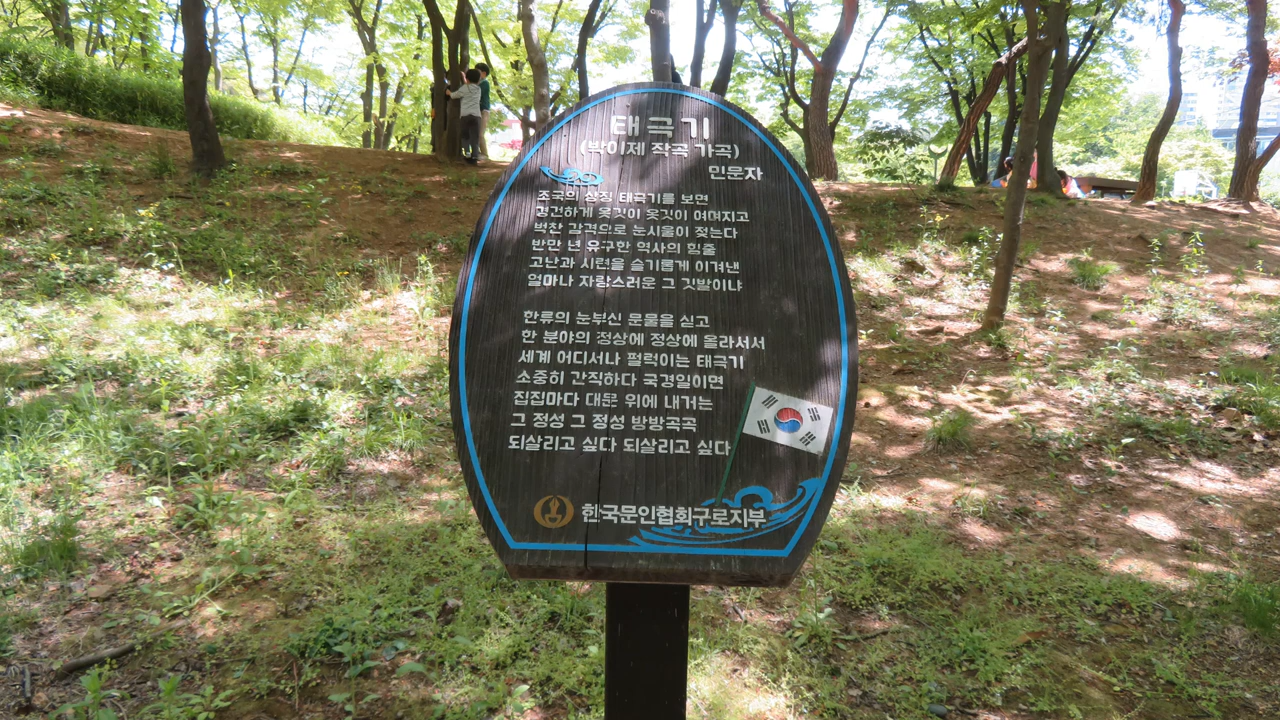 태극기
(박이제 작곡 가곡)
민문자
조국의 상징 태극기를 보면
경건하게 옷깃이 옷깃이 여며지고
벅찬 감격으로 눈시울이 젖는다
반만 년 유구한 역사의 힘줄
고난과 시련을 슬기롭게 이겨낸
얼마나 자랑스러운 그 깃발이냐
한류의 눈부신 문물을 싣고
한 분야의 정상에 정상에 올라서서
세계 어디서나 펄럭이는 태극기
소중히 간직하다 국경일이면
집집마다 대문 위에 내거는
그 정성 그 정성 방방곡곡
되살리고 싶다 되살리고 싶다
한국문인협회구로지부